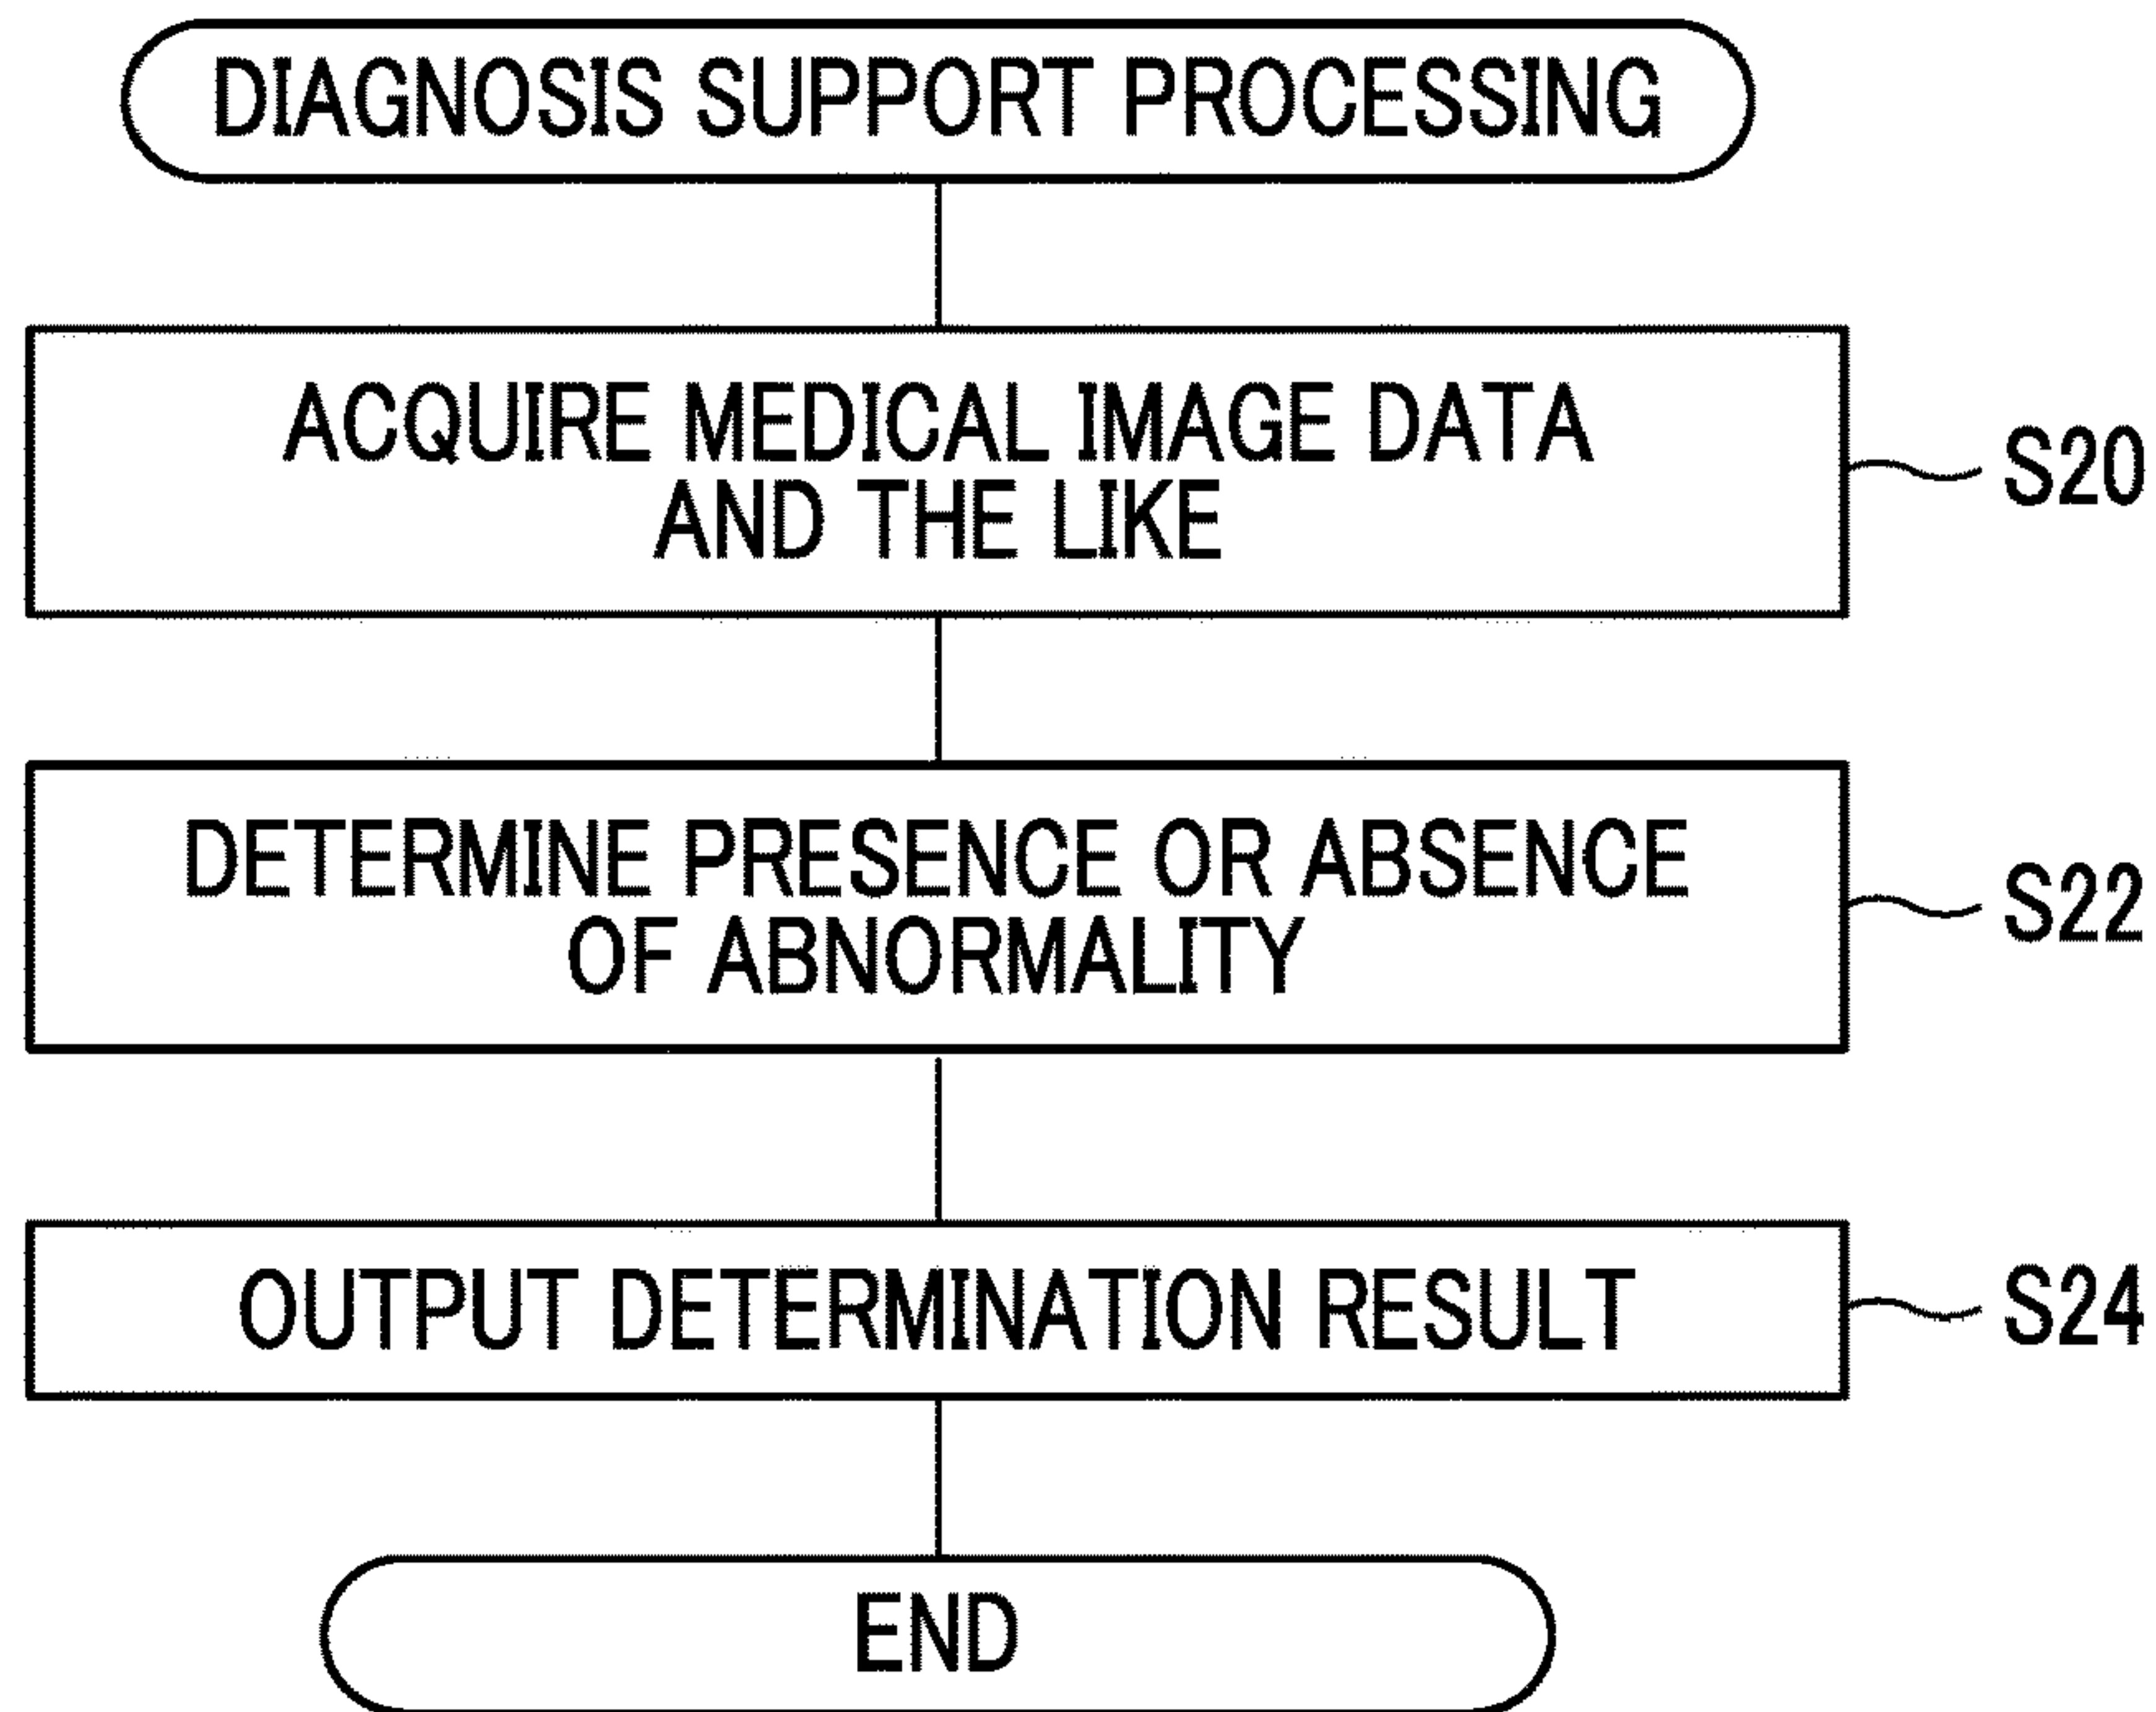 DIAGNOSIS SUPPORT PROCESSING
ACQUIRE MEDICAL IMAGE DATA
AND THE LIKE
S20
DETERMINE PRESENCE OR ABSENCE
OF ABNORMALITY
S22
OUTPUT DETERMINATION RESULT
S24
END